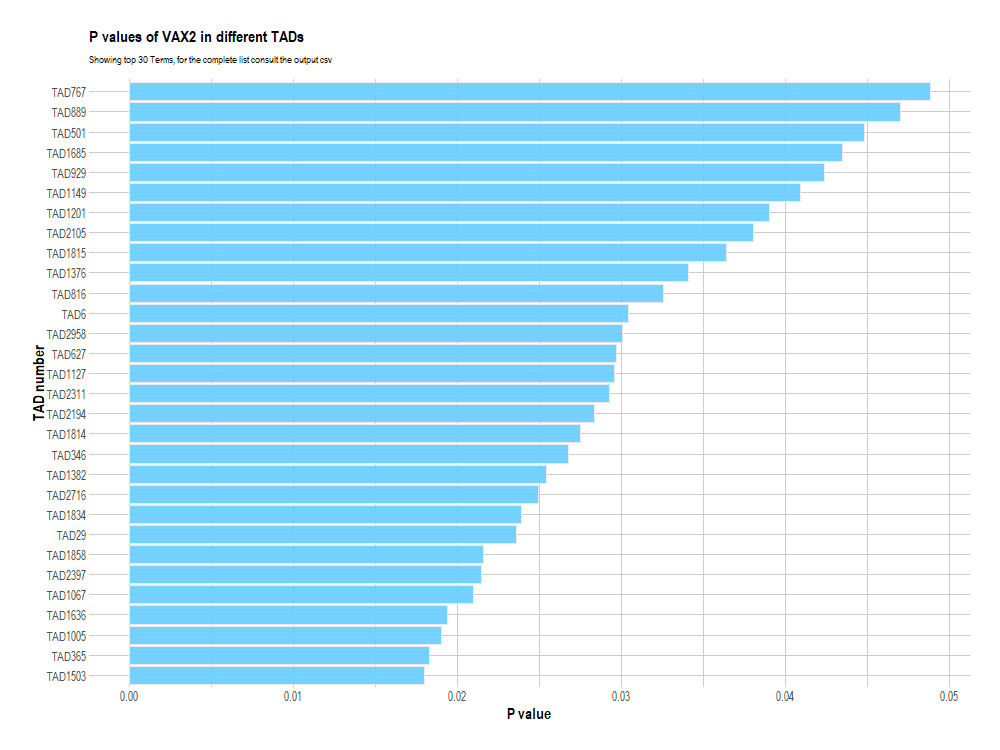 P values of VAX2 in different TADs
Showing top 30 Terms, for the complete list consult the output csv
TAD767
TAD889
TAD501
TAD1685
TAD929
TAD1149
TAD1201
TAD2105
TAD1815
TAD1376
TAD816
TAD6
TAD2958
TAD627
TAD1127
TAD2311
TAD2194
TAD1814
TAD346
TAD1382
TAD2716
TAD1834
TAD29
TAD1858
TAD2397
TAD1067
TAD1636
TAD1005
TAD365
TAD1503
TAD number
0.00 0.01 0.02 0.03 0.04 0.05
P value